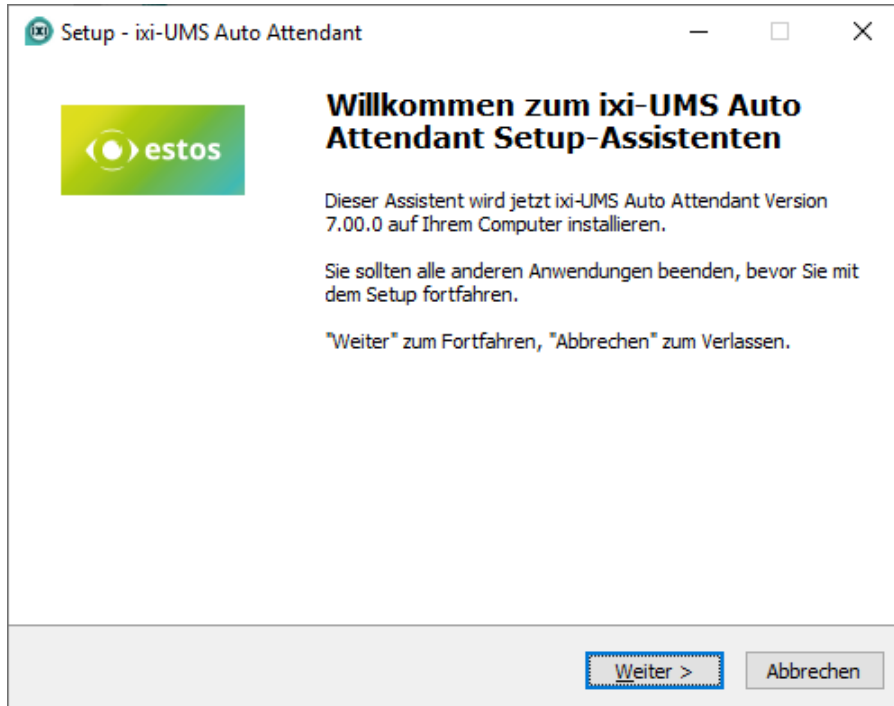 Setup - ixi-UMS Auto Attendant
estos
Willkommen zum ixi-UMS Auto
Attendant Setup-Assistenten
Dieser Assistent wird jetzt ixi-UMS Auto Attendant Version
7.00.0 auf Ihrem Computer installieren.
Sie sollten alle anderen Anwendungen beenden, bevor Sie mit
dem Setup fortfahren.
"Weiter" zum Fortfahren, "Abbrechen" zum Verlassen.
Weiter >
Abbrechen